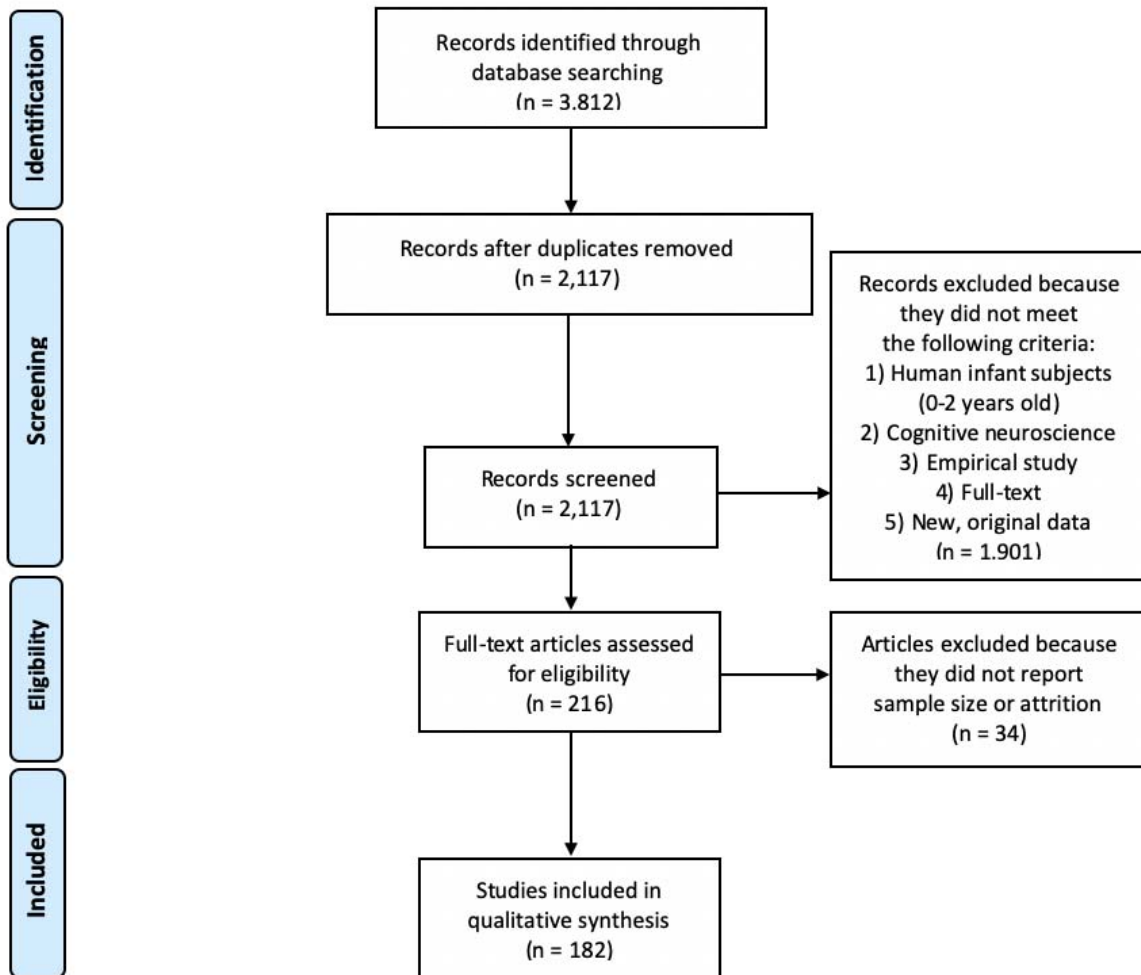 Identification
Records identified through
database searching
(n = 3.812)
Screening
Records after duplicates removed
(n = 2,117)
Records excluded because
they did not meet
the following criteria:
1) Human infant subjects
(0-2 years old)
2) Cognitive neuroscience
3) Empirical study
4) Full-text
5) New, original data
(n = 1.901)
Records screened
(n = 2,117)
Eligibility
Full-text articles assessed
for eligibility
(n = 216)
Articles excluded because
they did not report
sample size or attrition
(n = 34)
Included
Studies included in
qualitative synthesis
(n = 182)